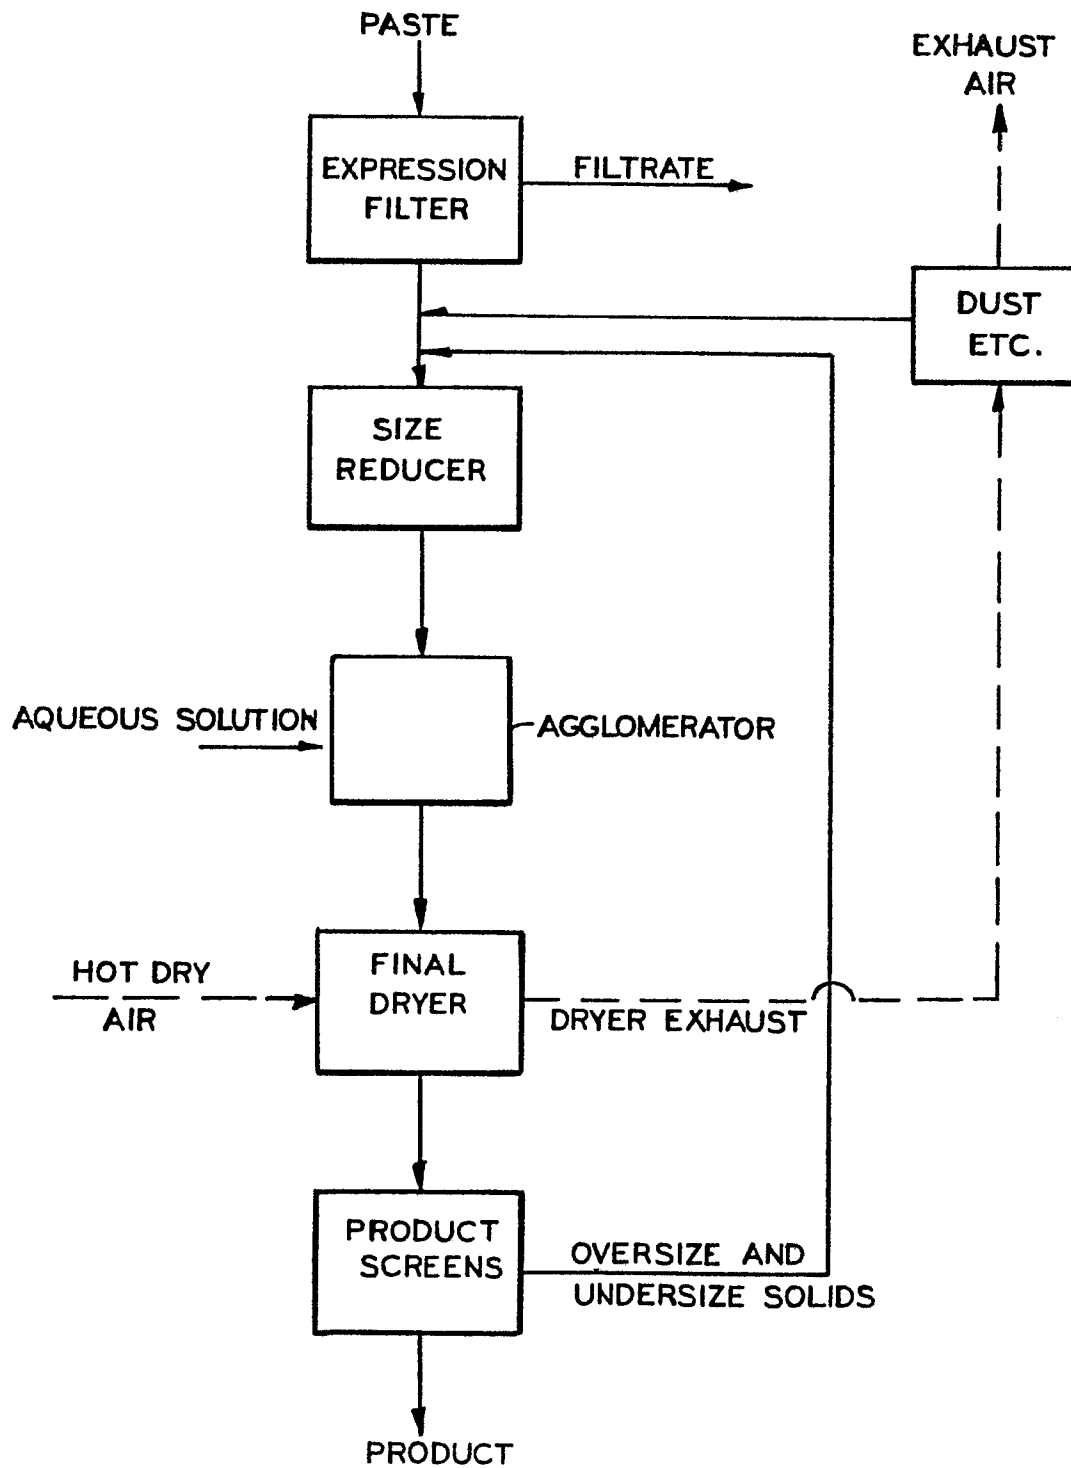 PASTE
EXHAUST
AIR
EXPRESSION
FILTER
FILTRATE
DUST
ETC.
SIZE
REDUCER
AQUEOUS SOLUTION
AGGLOMERATOR
HOT DRY
AIR
FINAL
DRYER
DRYER EXHAUST
PRODUCT
SCREENS
OVERSIZE AND
UNDERSIZE SOLIDS
PRODUCT